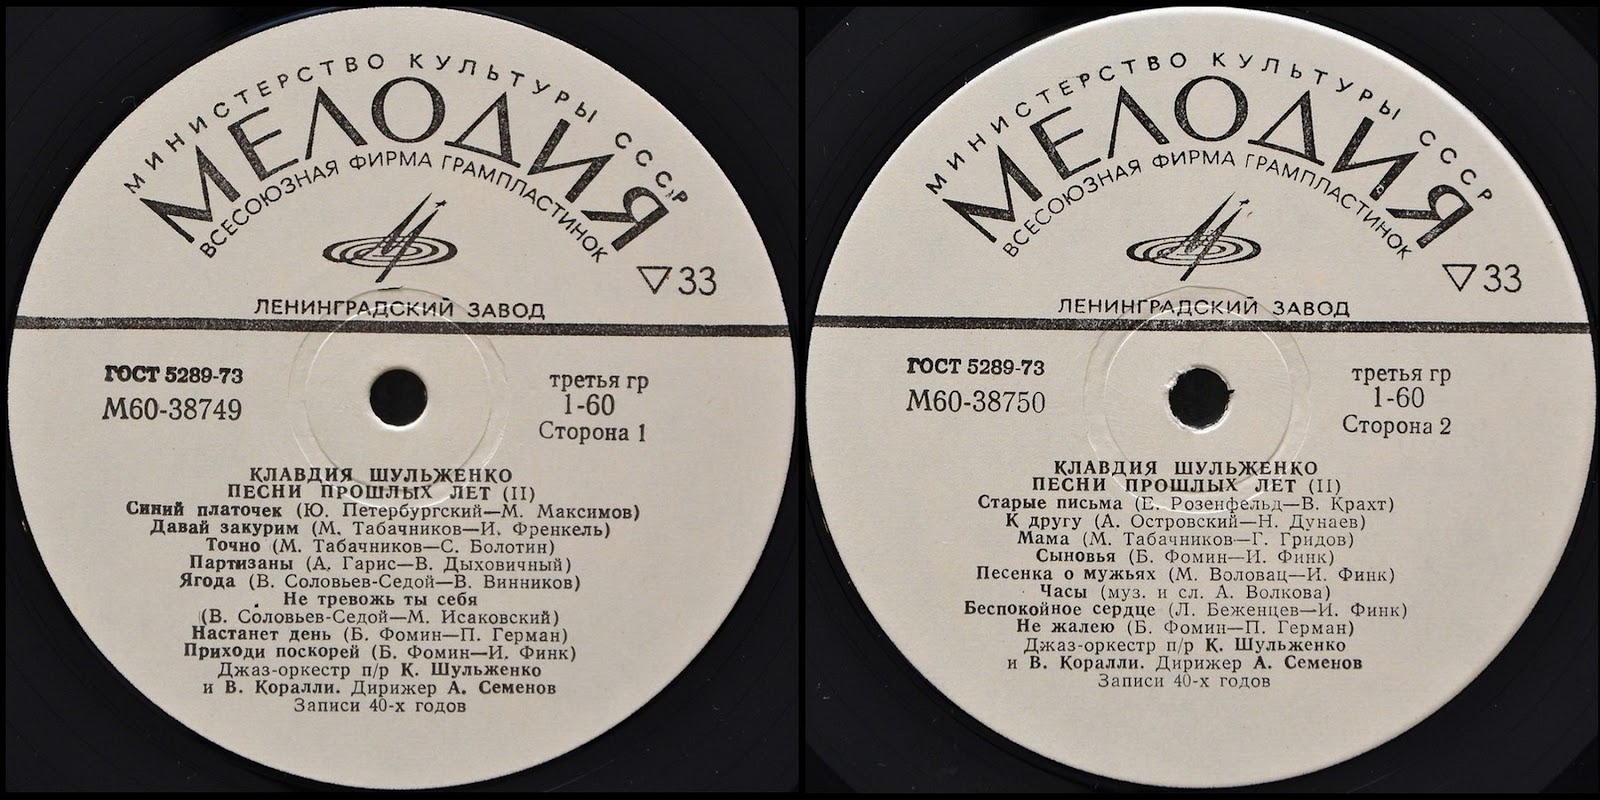 МИНИСТЕРСТВО КУЛЬТУРЫ СССР
МЕЛОДИЯ
ВСЕСОЮЗНАЯ ФИРМА ГРАМПЛАСТИНОК
▽33
ЛЕНИНГРАДСКИЙ ЗАВОД
ГОСТ 5289-73
М60-38749
третья гр
1-60
Сторона 1
КЛАВДИЯ ШУЛЬЖЕНКО
ПЕСНИ ПРОШЛЫХ ЛЕТ (II)
Синий платочек (Ю. Петербургский—М. Максимов)
Давай закурим (М. Табачников—И. Френкель)
Точно (М. Табачников—С. Болотин)
Партизаны (А. Гарис—В. Дыховичный)
Ягода (В. Соловьев-Седой—В. Винников)
Не тревожь ты себя
(В. Соловьев-Седой—М. Исаковский)
Настанет день (Б. Фомин—П. Герман)
Приходи поскорей (Б. Фомин—И. Финк)
Джаз-оркестр п/р К. Шульженко
и В. Коралли. Дирижер А. Семенов
Записи 40-х годов
МИНИСТЕРСТВО КУЛЬТУРЫ СССР
МЕЛОДИЯ
ВСЕСОЮЗНАЯ ФИРМА ГРАМПЛАСТИНОК
▽33
ЛЕНИНГРАДСКИЙ ЗАВОД
ГОСТ 5289-73
М60-38750
третья гр
1-60
Сторона 2
КЛАВДИЯ ШУЛЬЖЕНКО
ПЕСНИ ПРОШЛЫХ ЛЕТ (II)
Старые письма (Е. Розенфельд—В. Крахт)
К другу (А. Островский—Н. Дунаев)
Мама (М. Табачников—Г. Гридов)
Сыновья (Б. Фомин—И. Финк)
Песенка о мужьях (М. Воловац—И. Финк)
Часы (муз. и сл. А. Волкова)
Беспокойное сердце (Л. Беженцев—И. Финк)
Не жалею (Б. Фомин—П. Герман)
Джаз-оркестр п/р К. Шульженко
и В. Коралли. Дирижер А. Семенов
Записи 40-х годов